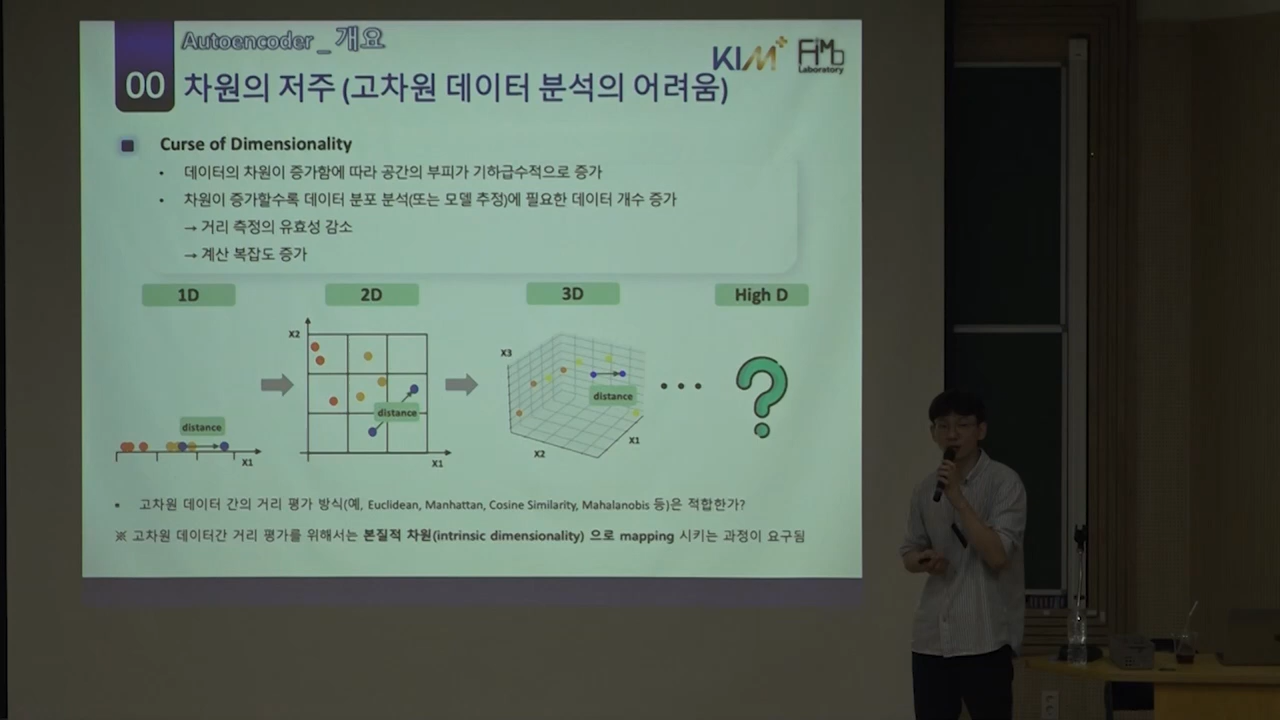 Autoencoder_개요
00 차원의 저주 (고차원 데이터 분석의 어려움)
KIM+
FAMb Laboratory
Curse of Dimensionality
• 데이터의 차원이 증가함에 따라 공간의 부피가 기하급수적으로 증가
• 차원이 증가할수록 데이터 분포 분석(또는 모델 추정)에 필요한 데이터 개수 증가
→ 거리 측정의 유효성 감소
→ 계산 복잡도 증가
1D
2D
3D
High D
distance
X1
X2
distance
X1
X3
distance
X2
X1
• • •
?
• 고차원 데이터 간의 거리 평가 방식(예, Euclidean, Manhattan, Cosine Similarity, Mahalanobis 등)은 적합한가?
※ 고차원 데이터간 거리 평가를 위해서는 본질적 차원(intrinsic dimensionality) 으로 mapping 시키는 과정이 요구됨